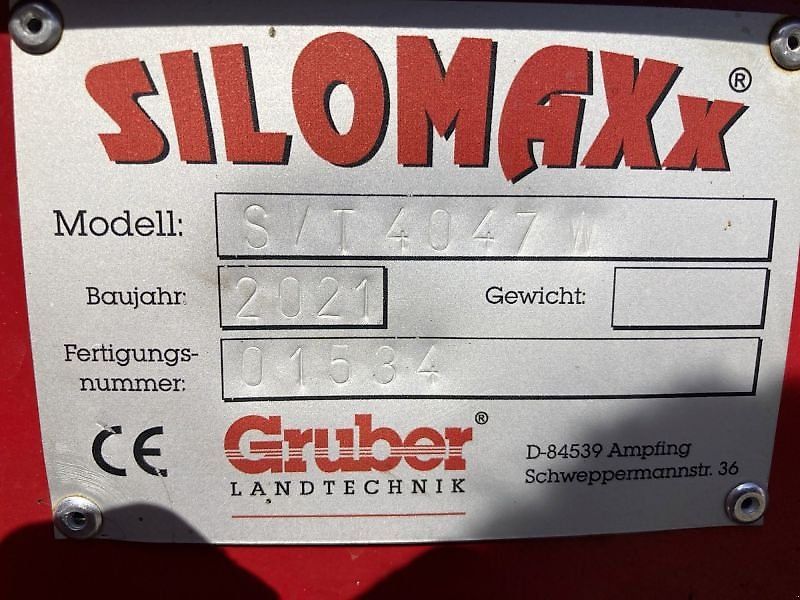 SILOMAXx®
Modell: S/T 4047 W
Baujahr: 2021 Gewicht:
Fertigungs-
nummer: 01534
CE Gruber®
LANDTECHNIK
D-84539 Ampfing
Schweppermannstr. 36